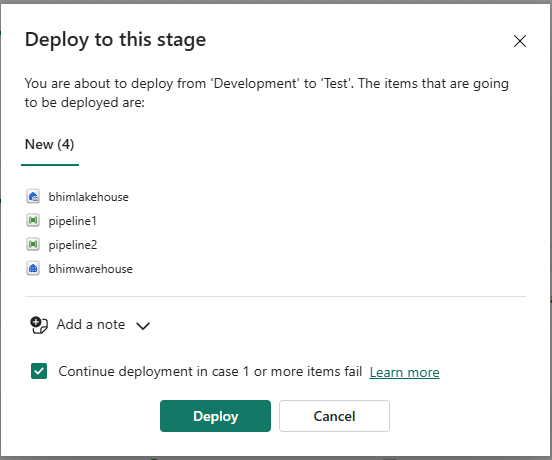 Deploy to this stage
You are about to deploy from 'Development' to 'Test'. The items that are going
to be deployed are:
New (4)
bhimlakehouse
pipeline1
pipeline2
bhimwarehouse
Add a note
Continue deployment in case 1 or more items fail Learn more
Deploy Cancel